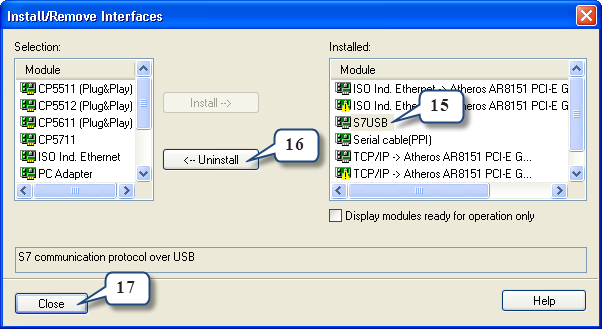 Install/Remove Interfaces
Selection:
Module
CP5511 (Plug&Play)
CP5512 (Plug&Play)
CP5611 (Plug&Play)
CP5711
ISO Ind. Ethernet
PC Adapter
Install -->
16
<-- Uninstall
Installed:
Module
ISO Ind. Ethernet -> Atheros AR8151 PCI-E G
ISO Ind. Ethe Atheros AR8151 PCI-E G
15
S7USB
Serial cable(PPI)
TCP/IP -> Atheros AR8151 PCI-E G...
TCP/IP -> Atheros AR8151 PCI-E G...
Display modules ready for operation only
S7 communication protocol over USB
17
Close
Help